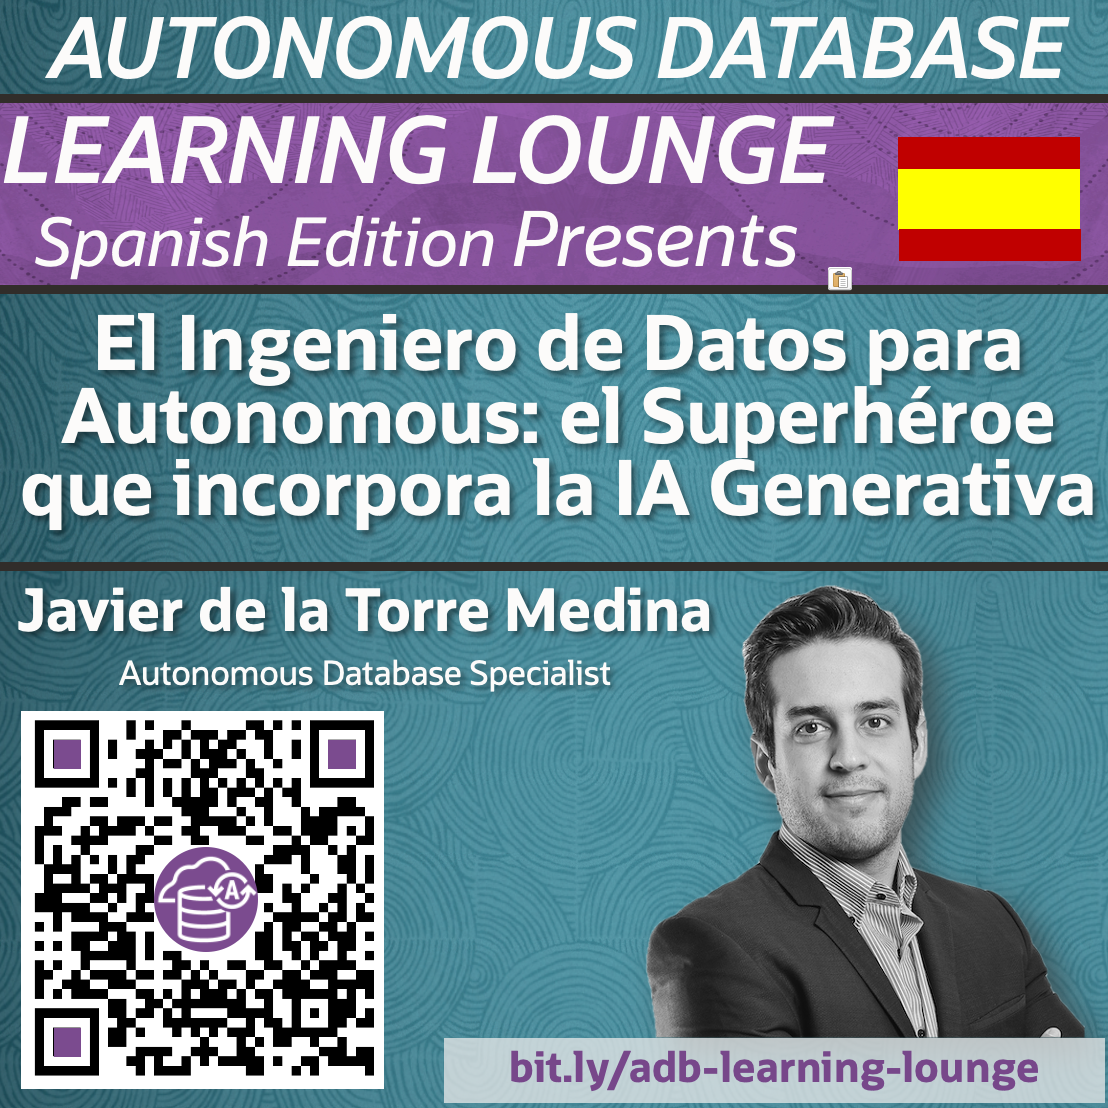 AUTONOMOUS DATABASE
LEARNING LOUNGE
Spanish Edition Presents
El Ingeniero de Datos para
Autonomous: el Superhéroe
que incorpora la IA Generativa
Javier de la Torre Medina
Autonomous Database Specialist
A
bit.ly/adb-learning-lounge